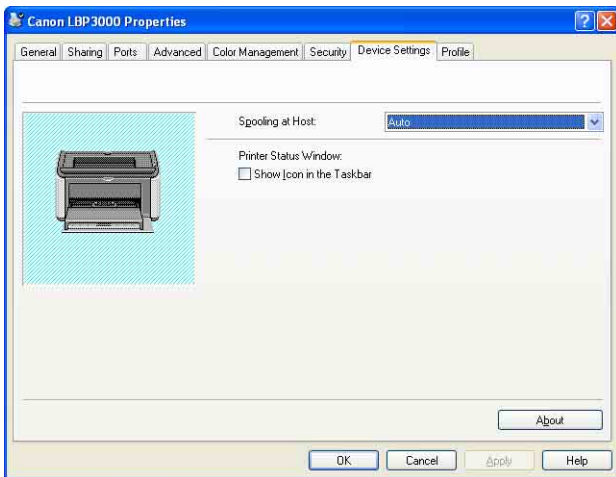 Canon LBP3000 Properties
General Sharing Ports Advanced Color Management Security Device Settings Profile
Spooling at Host: Auto
Printer Status Window:
Show Icon in the Taskbar
About
OK Cancel Apply Help